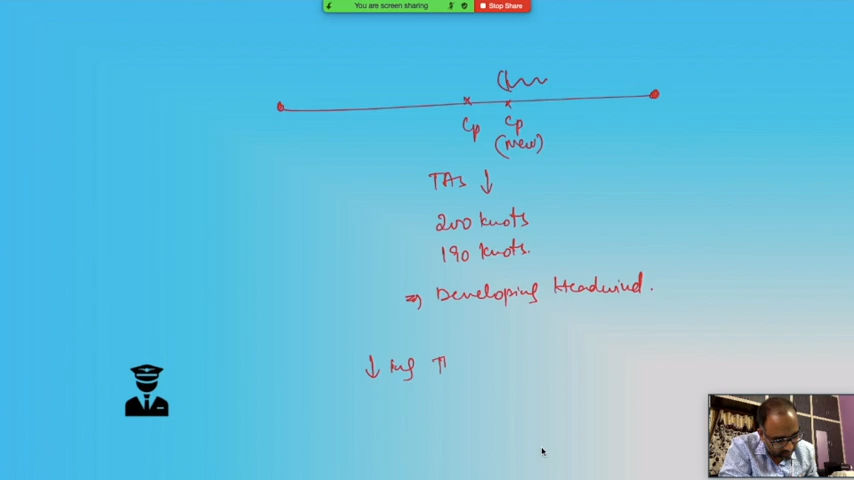 You are screen sharing Stop Share
Cp Cp
(New)
TAS ↓
200 knots
190 knots.
⇒ Developing Headwind.
↓ ing T